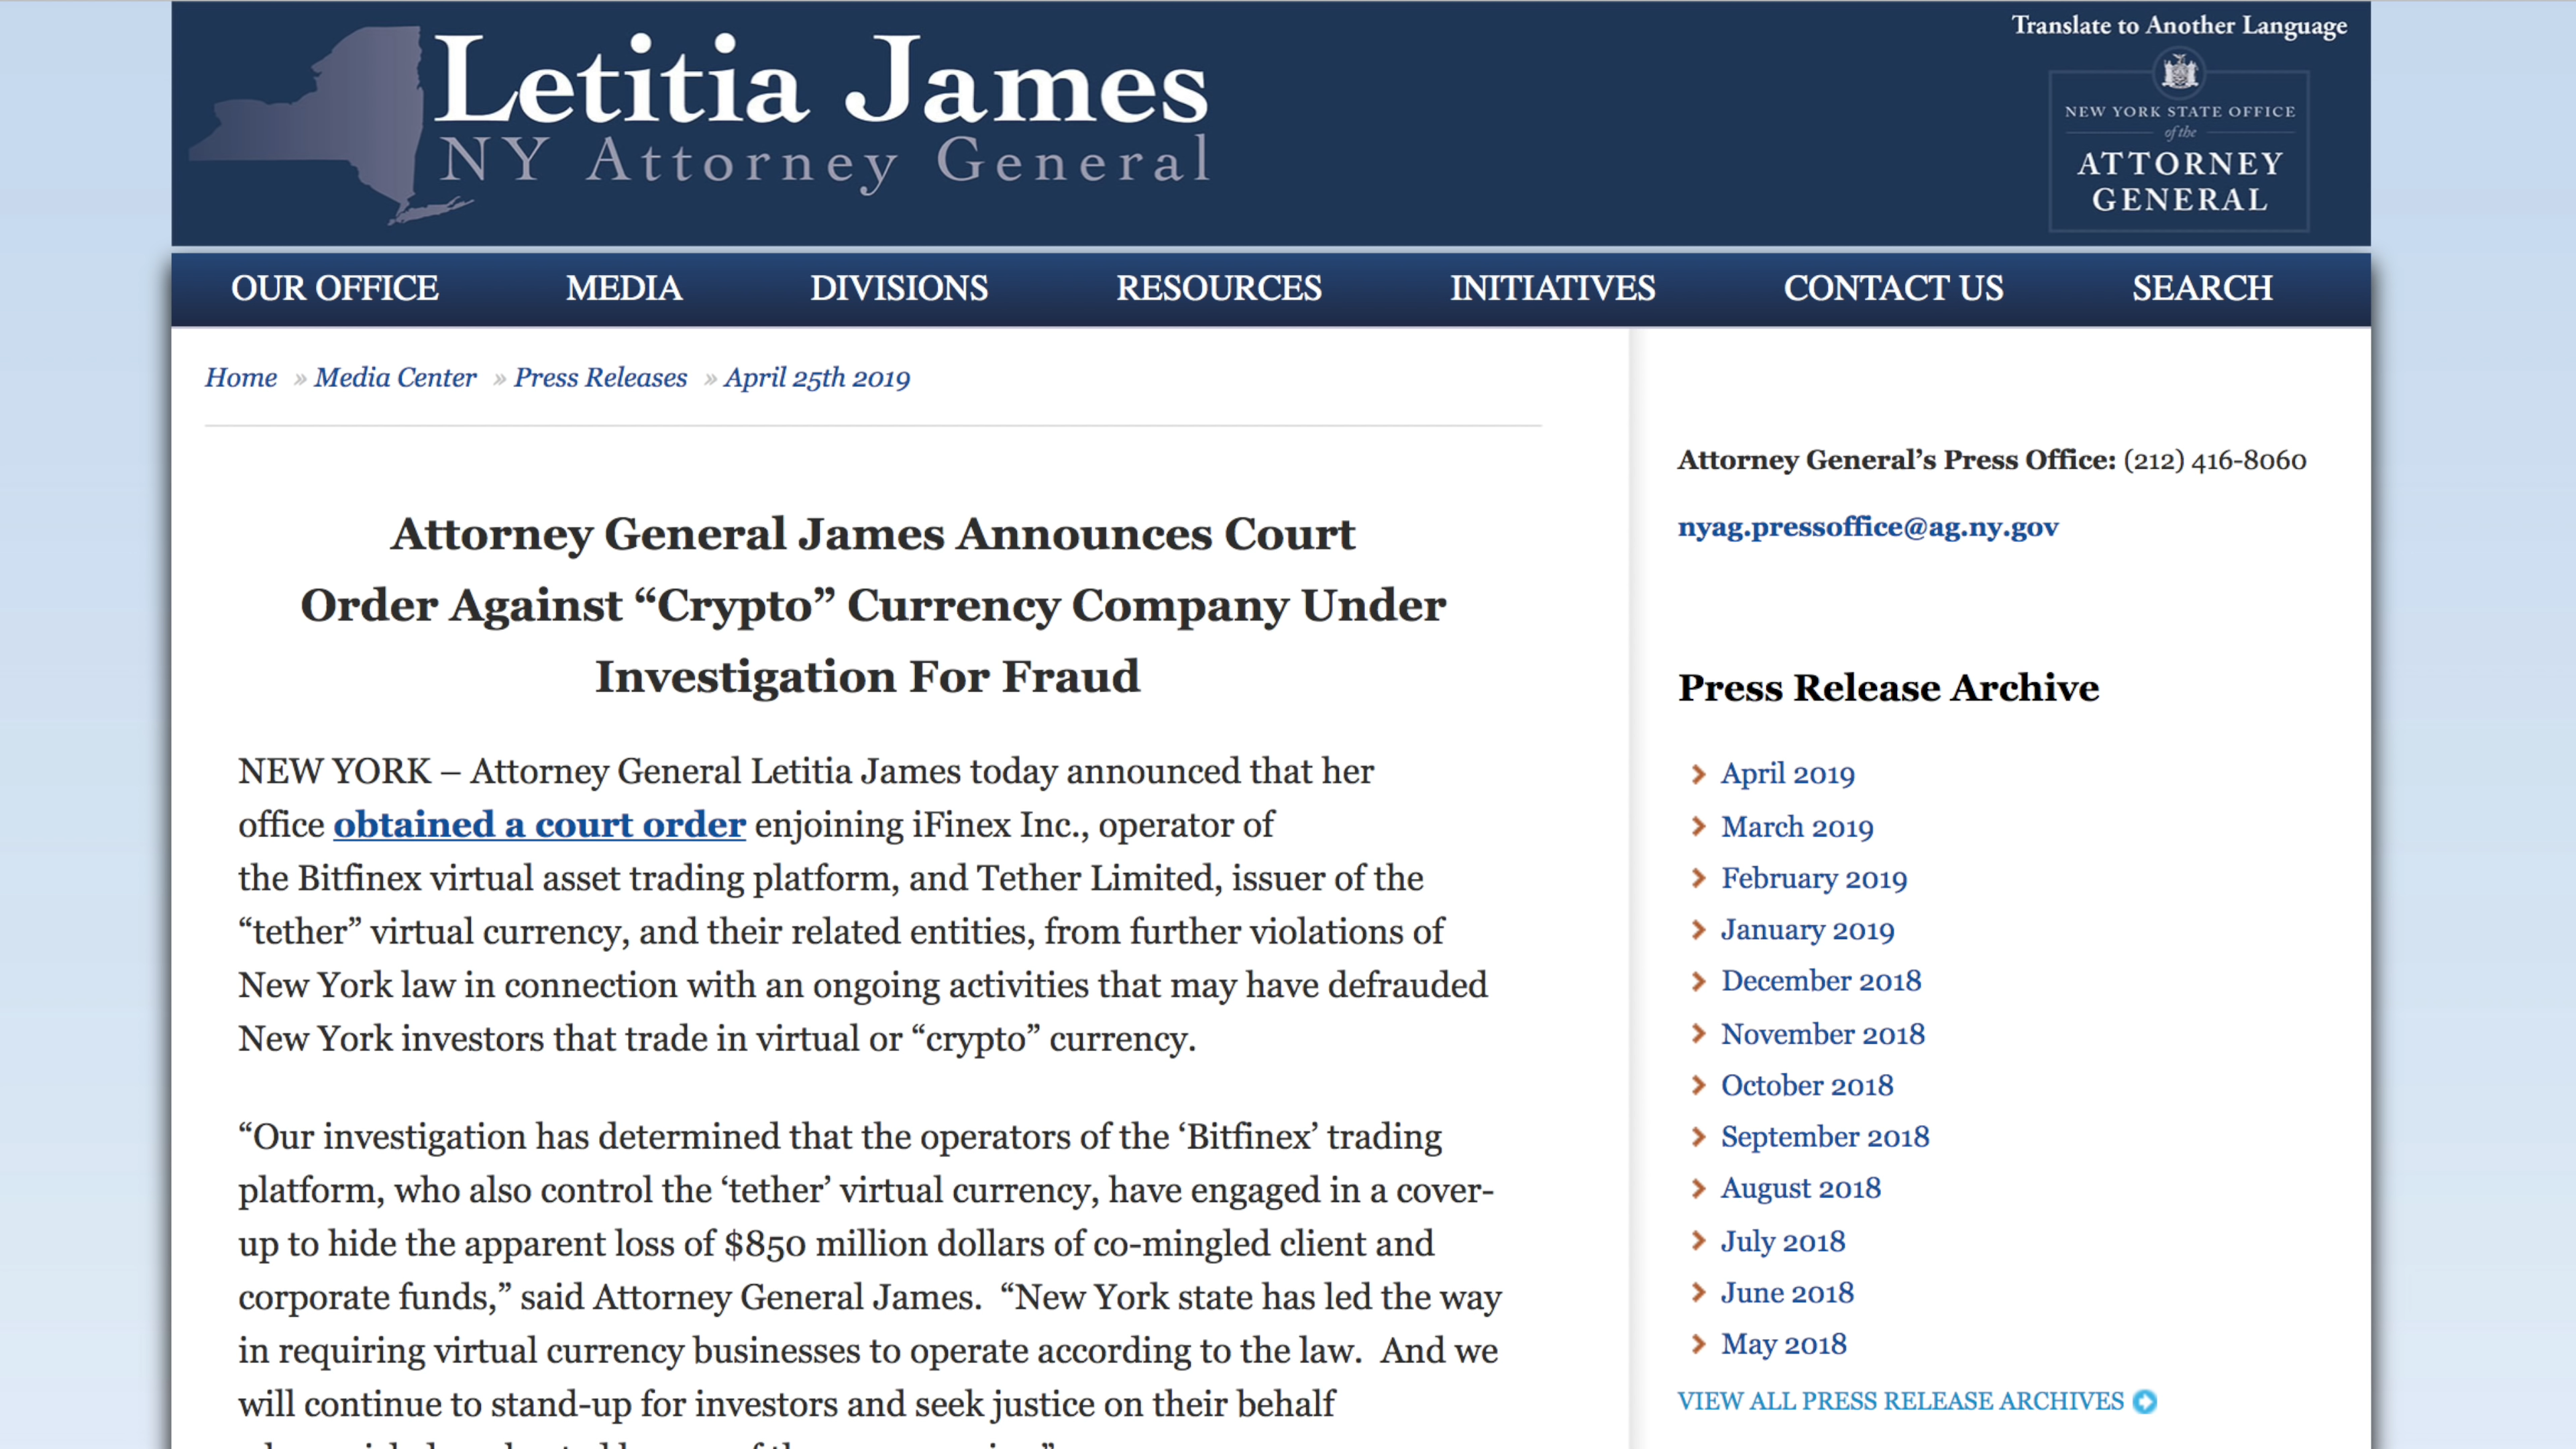 Translate to Another Language
Letitia James
NY Attorney General
NEW YORK STATE OFFICE
of the
ATTORNEY
GENERAL
OUR OFFICE MEDIA DIVISIONS RESOURCES INITIATIVES CONTACT US SEARCH
Home » Media Center » Press Releases » April 25th 2019
Attorney General James Announces Court
Order Against “Crypto” Currency Company Under
Investigation For Fraud
NEW YORK – Attorney General Letitia James today announced that her
office obtained a court order enjoining iFinex Inc., operator of
the Bitfinex virtual asset trading platform, and Tether Limited, issuer of the
“tether” virtual currency, and their related entities, from further violations of
New York law in connection with an ongoing activities that may have defrauded
New York investors that trade in virtual or “crypto” currency.
“Our investigation has determined that the operators of the ‘Bitfinex’ trading
platform, who also control the ‘tether’ virtual currency, have engaged in a cover-
up to hide the apparent loss of $850 million dollars of co-mingled client and
corporate funds,” said Attorney General James.  “New York state has led the way
in requiring virtual currency businesses to operate according to the law.  And we
will continue to stand-up for investors and seek justice on their behalf
Attorney General’s Press Office: (212) 416-8060
nyag.pressoffice@ag.ny.gov
Press Release Archive
April 2019
March 2019
February 2019
January 2019
December 2018
November 2018
October 2018
September 2018
August 2018
July 2018
June 2018
May 2018
VIEW ALL PRESS RELEASE ARCHIVES